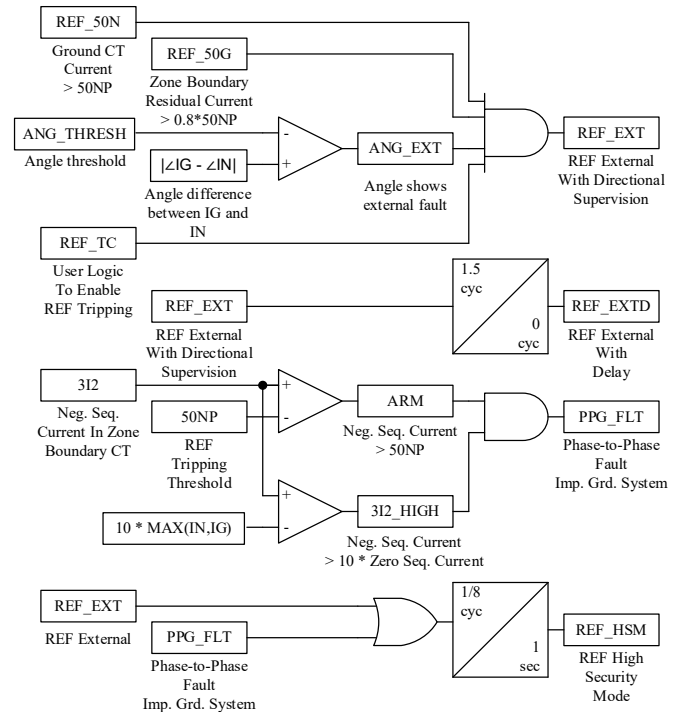 REF_50N
Ground CT
Current
> 50NP
REF_50G
Zone Boundary
Residual Current
> 0.8*50NP
ANG_THRESH
Angle threshold
-
+
|∠IG - ∠IN|
Angle difference
between IG and
IN
ANG_EXT
Angle shows
external fault
REF_EXT
REF External
With Directional
Supervision
REF_TC
User Logic
To Enable
REF Tripping
REF_EXT
REF External
With Directional
Supervision
1.5
cyc
0
cyc
REF_EXTD
REF External
With
Delay
3I2
Neg. Seq.
Current In Zone
Boundary CT
50NP
REF
Tripping
Threshold
+
-
ARM
Neg. Seq. Current
> 50NP
PPG_FLT
Phase-to-Phase
Fault
Imp. Grd. System
10 * MAX(IN,IG)
+
-
3I2_HIGH
Neg. Seq. Current
> 10 * Zero Seq. Current
REF_EXT
REF External
PPG_FLT
Phase-to-Phase
Fault
Imp. Grd. System
1/8
cyc
1
sec
REF_HSM
REF High
Security
Mode